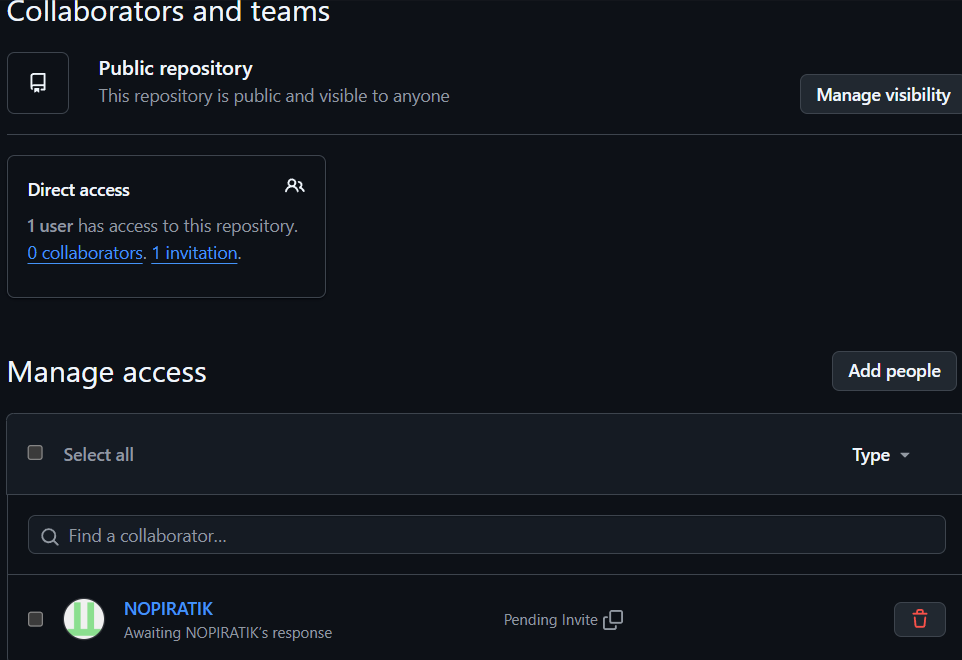 Collaborators and teams
Public repository
This repository is public and visible to anyone
Manage visibility
Direct access
1 user has access to this repository.
0 collaborators. 1 invitation.
Manage access
Add people
Select all
Type
Find a collaborator...
NOPIRATIK
Awaiting NOPIRATIK's response
Pending Invite